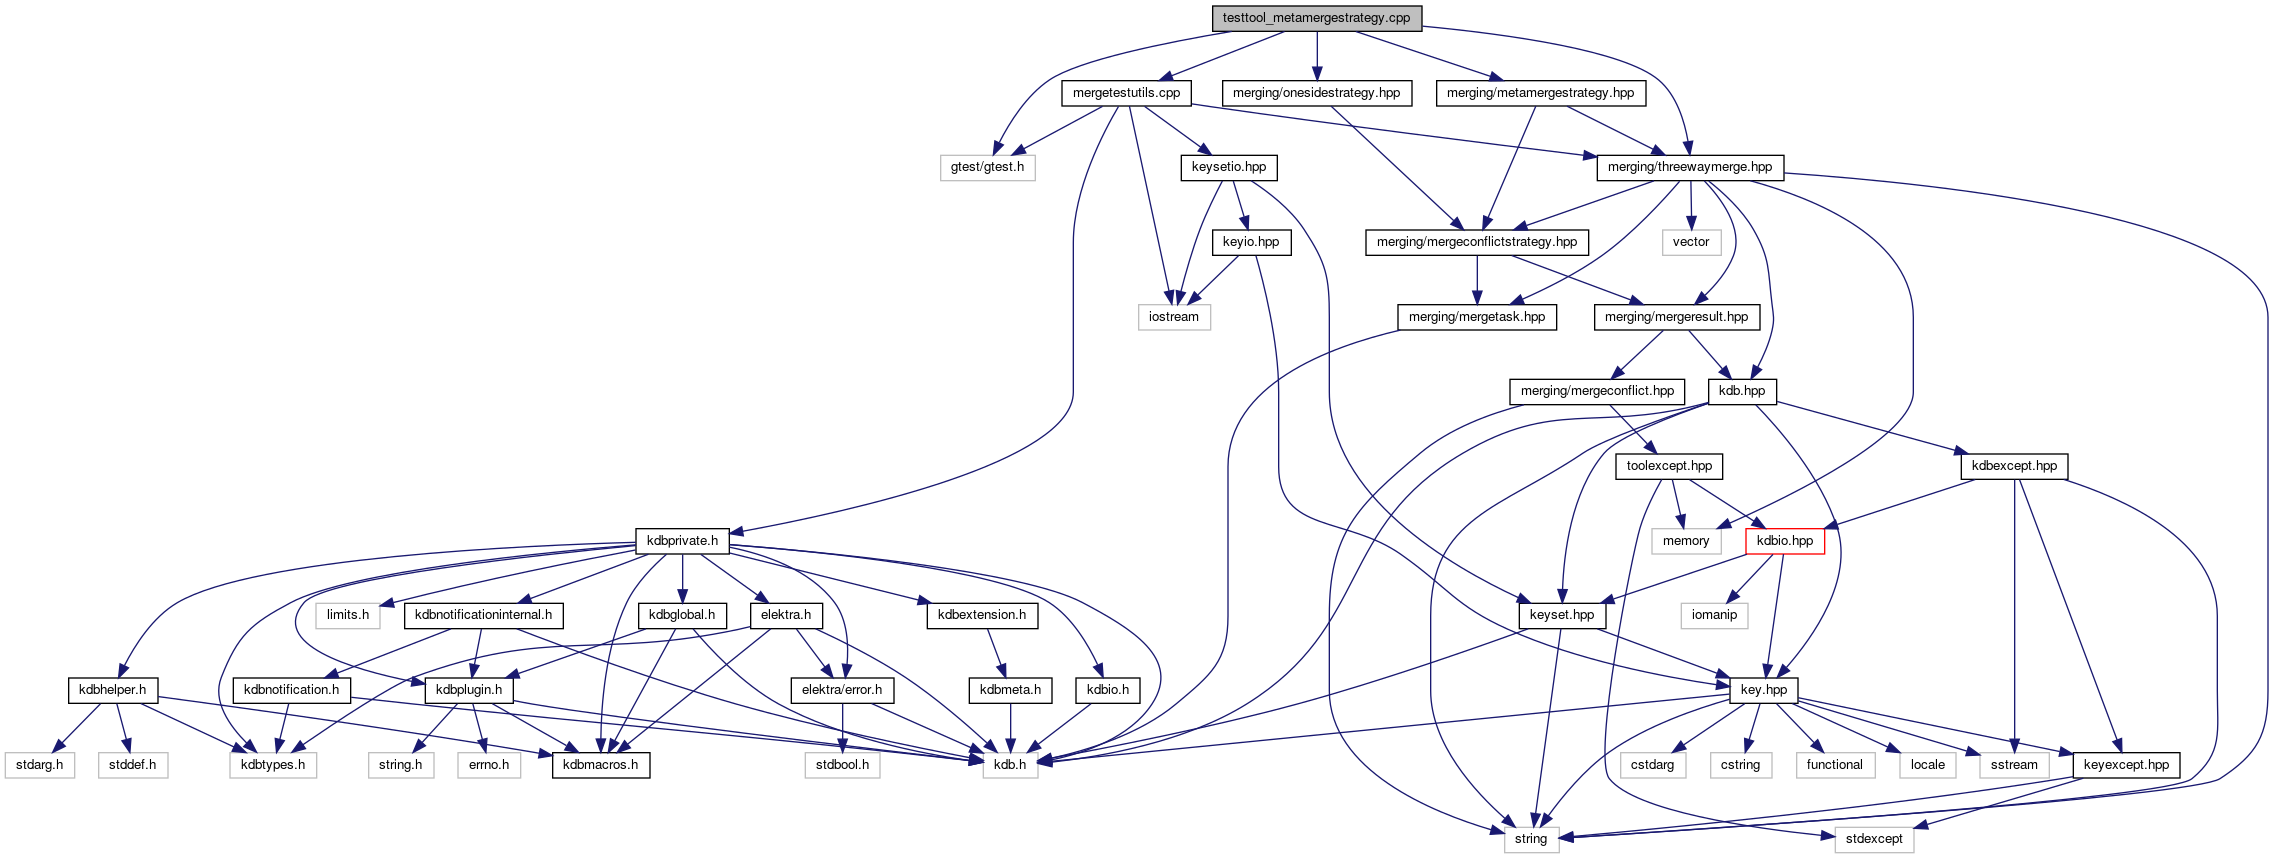 testtool_metamergestrategy.cpp
mergetestutils.cpp
merging/onesidestrategy.hpp
merging/metamergestrategy.hpp
gtest/gtest.h
keysetio.hpp
merging/threewaymerge.hpp
keyio.hpp
merging/mergeconflictstrategy.hpp
vector
iostream
merging/mergetask.hpp
merging/mergeresult.hpp
merging/mergeconflict.hpp
kdb.hpp
toolexcept.hpp
kdbexcept.hpp
kdbprivate.h
memory
kdbio.hpp
limits.h
kdbnotificationinternal.h
kdbglobal.h
elektra.h
kdbextension.h
keyset.hpp
iomanip
kdbhelper.h
kdbnotification.h
kdbplugin.h
elektra/error.h
kdbmeta.h
kdbio.h
key.hpp
stdarg.h
stddef.h
kdbtypes.h
string.h
errno.h
kdbmacros.h
stdbool.h
kdb.h
cstdarg
cstring
functional
locale
sstream
keyexcept.hpp
string
stdexcept